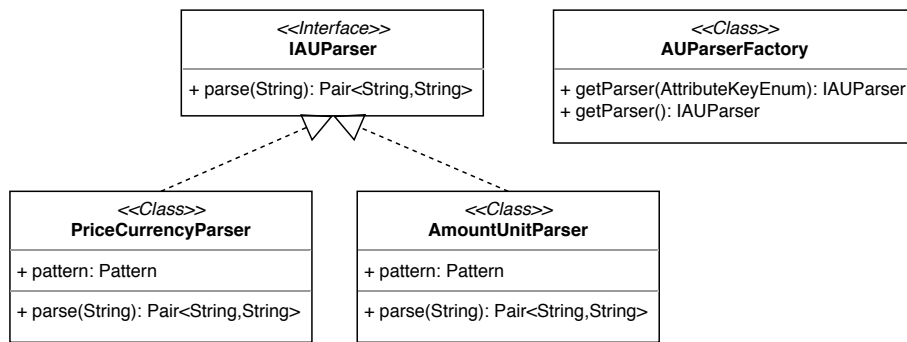 <<Interface>>
IAUParser
+ parse(String): Pair<String,String>
<<Class>>
AUParserFactory
+ getParser(AttributeKeyEnum): IAUParser
+ getParser(): IAUParser
<<Class>>
PriceCurrencyParser
+ pattern: Pattern
+ parse(String): Pair<String,String>
<<Class>>
AmountUnitParser
+ pattern: Pattern
+ parse(String): Pair<String,String>